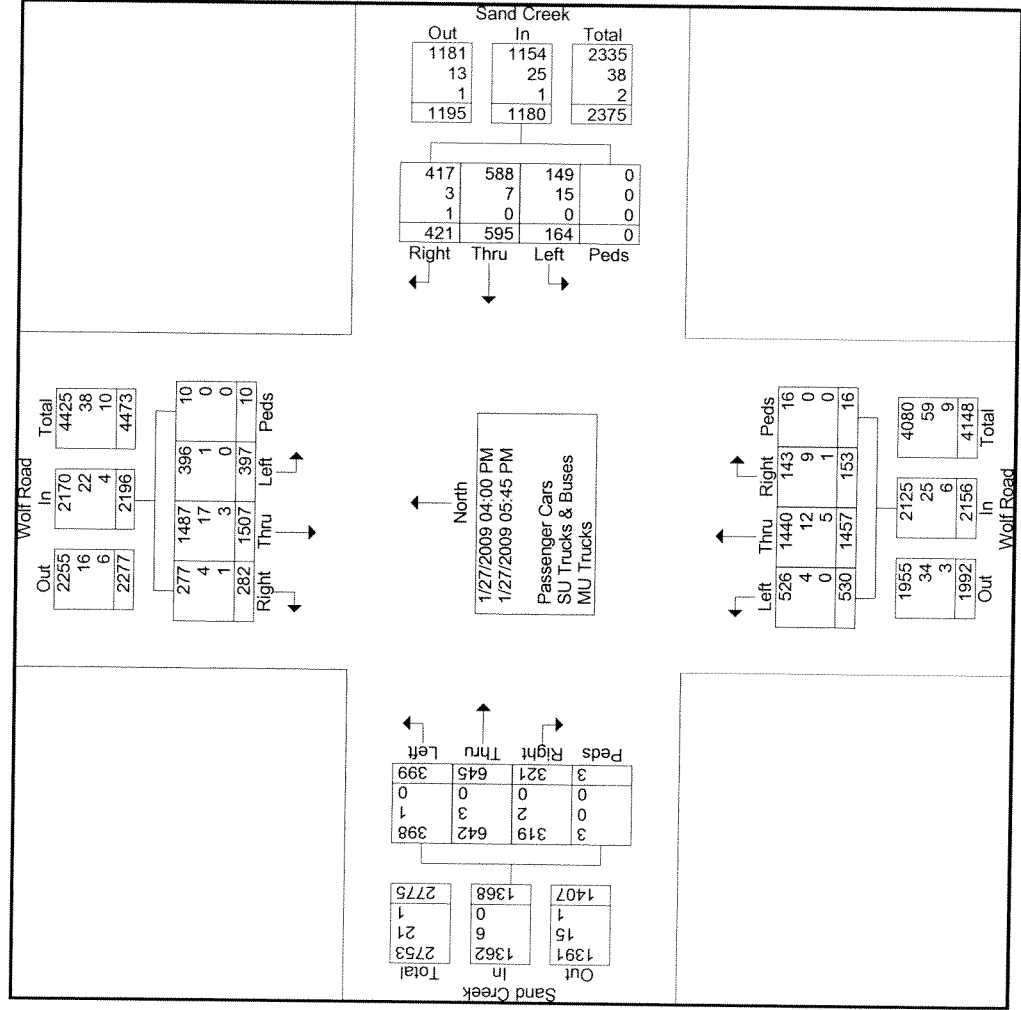 Sand Creek
Out In Total
1181 1154 2335
13 25 38
1 1 2
1195 1180 2375
417 588 149 0
3 7 15 0
1 0 0 0
421 595 164 0
Right Thru Left Peds
Wolf Road
Out In Total
2255 2170 4425
16 22 38
6 4 10
2277 2196 4473
277 1487 396 10
4 17 1 0
1 3 0 0
282 1507 397 10
Right Thru Left Peds
North
1/27/2009 04:00 PM
1/27/2009 05:45 PM
Passenger Cars
SU Trucks & Buses
MU Trucks
Left Thru Right Peds
526 1440 143 16
4 12 9 0
0 5 1 0
530 1457 153 16
1955 2125 4080
34 25 59
3 6 9
1992 2156 4148
Out In Total
Wolf Road
Left Thru Right Peds
399 645 321 3
0 0 0 0
1 3 2 0
398 642 319 3
2775 1368 1407
1 0 1
21 6 15
2753 1362 1391
Total In Out
Sand Creek